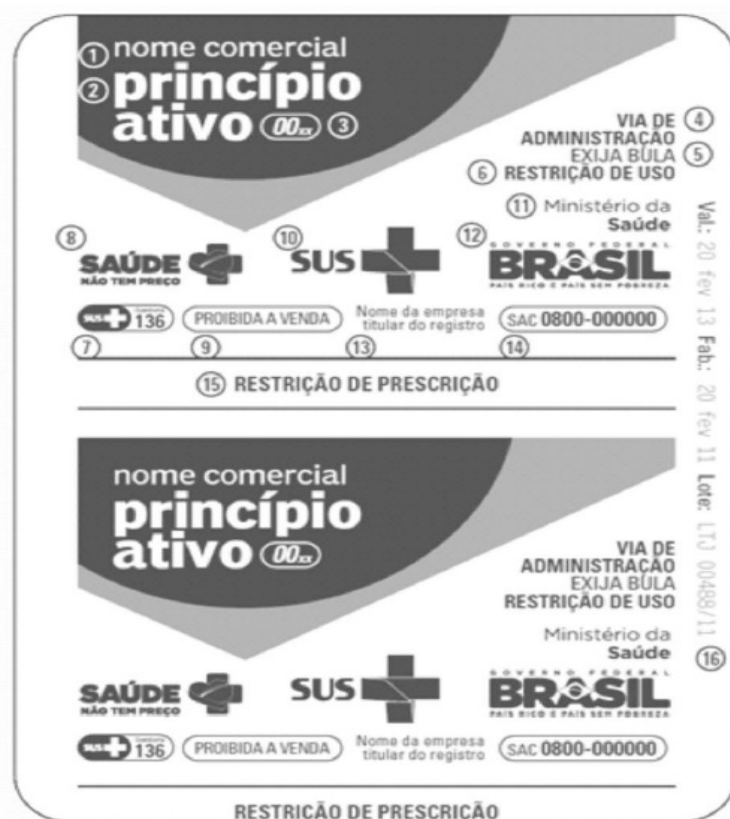 ① nome comercial
② princípio
ativo 00xx ③
VIA DE ④
ADMINISTRAÇÃO
EXIJA BULA ⑤
⑥ RESTRIÇÃO DE USO
⑪ Ministério da
Saúde
⑧ SAÚDE
NÃO TEM PREÇO
⑩ SUS
⑫ GOVERNO FEDERAL
BRASIL
PAÍS RICO É PAÍS SEM POBREZA
SUS 136
PROIBIDA A VENDA
Nome da empresa
titular do registro
SAC 0800-000000
⑦ ⑨ ⑬ ⑭
⑮ RESTRIÇÃO DE PRESCRIÇÃO
Val.: 20 fev 13 Fab.: 20 fev 11 Lote: LTJ 00488/11 ⑯
nome comercial
princípio
ativo 00xx
VIA DE
ADMINISTRAÇÃO
EXIJA BULA
RESTRIÇÃO DE USO
Ministério da
Saúde
SAÚDE
NÃO TEM PREÇO
SUS
GOVERNO FEDERAL
BRASIL
PAÍS RICO É PAÍS SEM POBREZA
SUS 136
PROIBIDA A VENDA
Nome da empresa
titular do registro
SAC 0800-000000
RESTRIÇÃO DE PRESCRIÇÃO